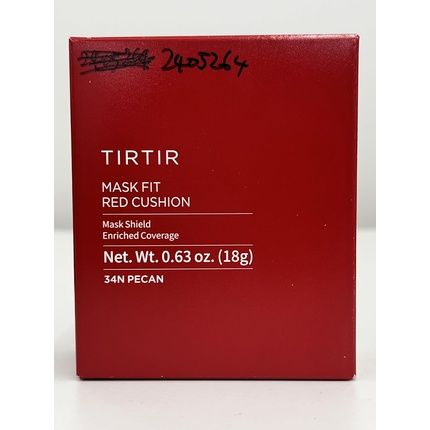 2405264
TIRTIR
MASK FIT
RED CUSHION
Mask Shield
Enriched Coverage
Net. Wt. 0.63 oz. (18g)
34N PECAN